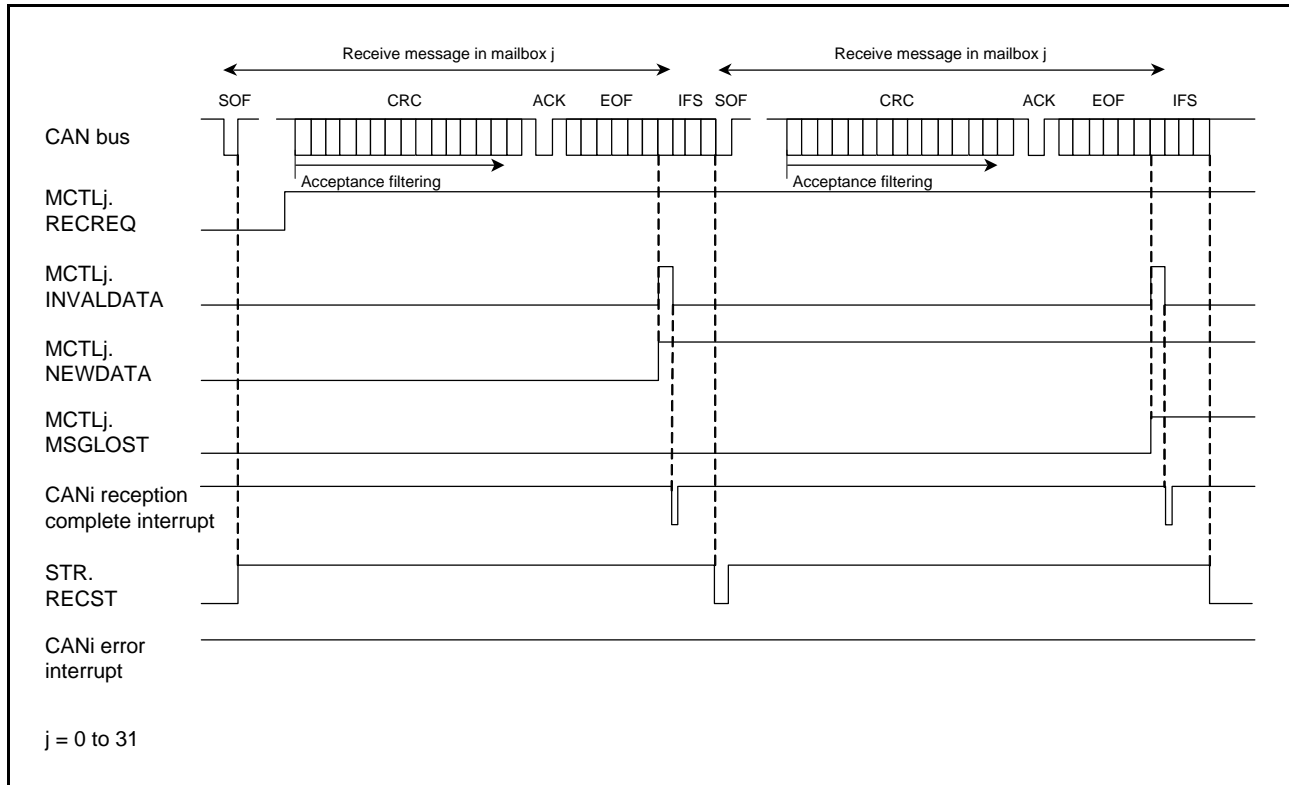 Receive message in mailbox j Receive message in mailbox j
SOF CRC ACK EOF IFS SOF CRC ACK EOF IFS
CAN bus
Acceptance filtering Acceptance filtering
MCTLj.
RECREQ
MCTLj.
INVALDATA
MCTLj.
NEWDATA
MCTLj.
MSGLOST
CANi reception
complete interrupt
STR.
RECST
CANi error
interrupt
j = 0 to 31